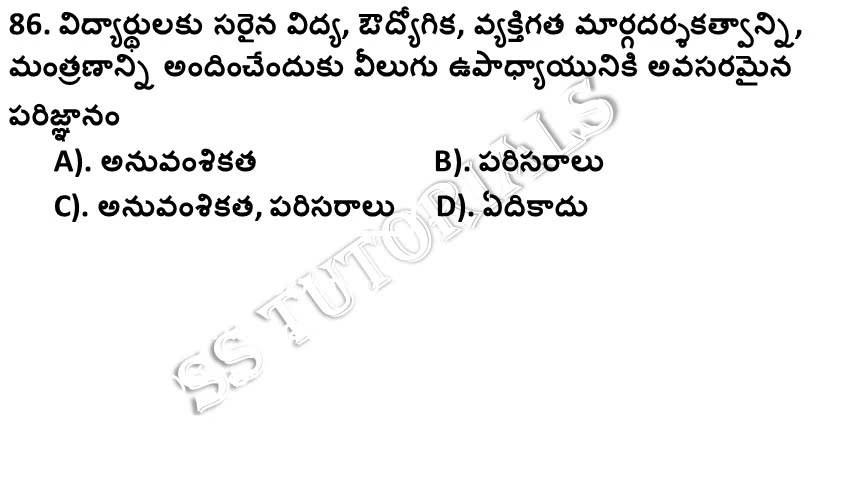 86. విద్యార్థులకు సరైన విద్య, ఔద్యోగిక, వ్యక్తిగత మార్గదర్శకత్వాన్ని,
మంత్రణాన్ని అందించేందుకు వీలుగు ఉపాధ్యాయునికి అవసరమైన
పరిజ్ఞానం
A). అనువంశికత B). పరిసరాలు
C). అనువంశికత, పరిసరాలు D). ఏదికాదు
SS TUTORIALS